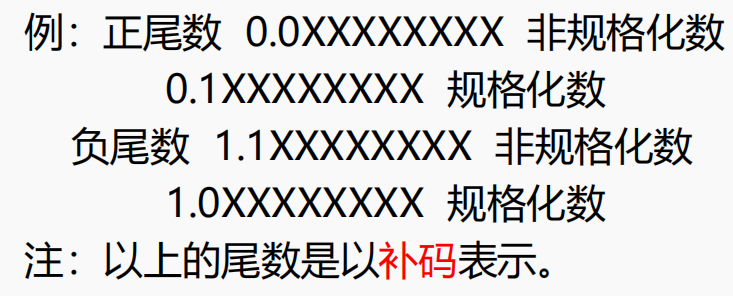 例：正尾数 0.0XXXXXXXX 非规格化数
0.1XXXXXXXX 规格化数
负尾数 1.1XXXXXXXX 非规格化数
1.0XXXXXXXX 规格化数
注：以上的尾数是以补码表示。